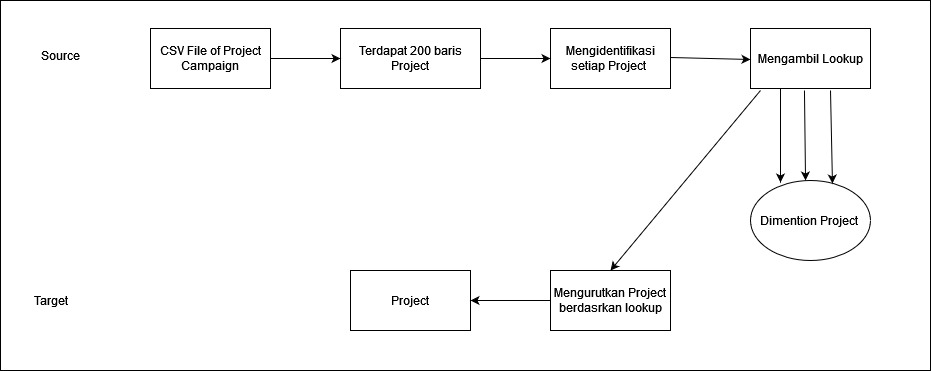 Source
CSV File of Project
Campaign
Terdapat 200 baris
Project
Mengidentifikasi
setiap Project
Mengambil Lookup
Dimention Project
Target
Project
Mengurutkan Project
berdasrkan lookup